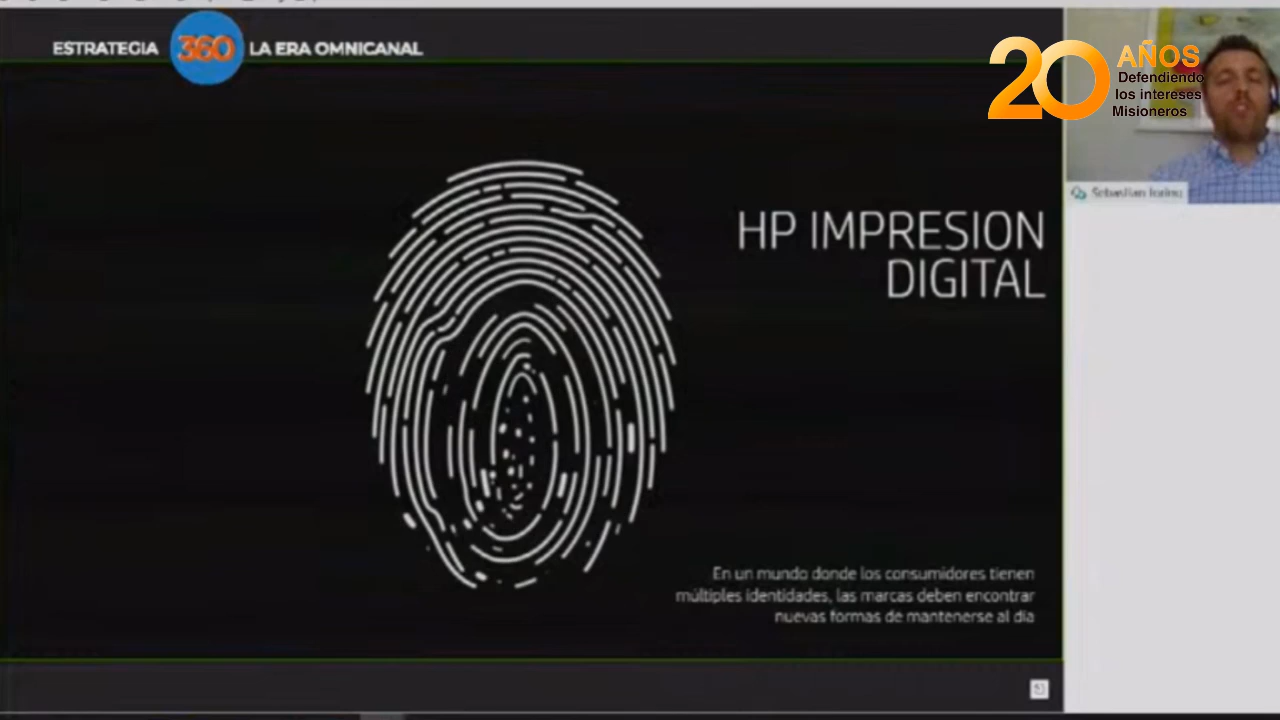 ESTRATEGIA 360 LA ERA OMNICANAL
20 AÑOS
Defendiendo
los intereses
Misioneros
Sebastian
HP IMPRESION
DIGITAL
En un mundo donde los consumidores tienen
múltiples identidades, las marcas deben encontrar
nuevas formas de mantenerse al día